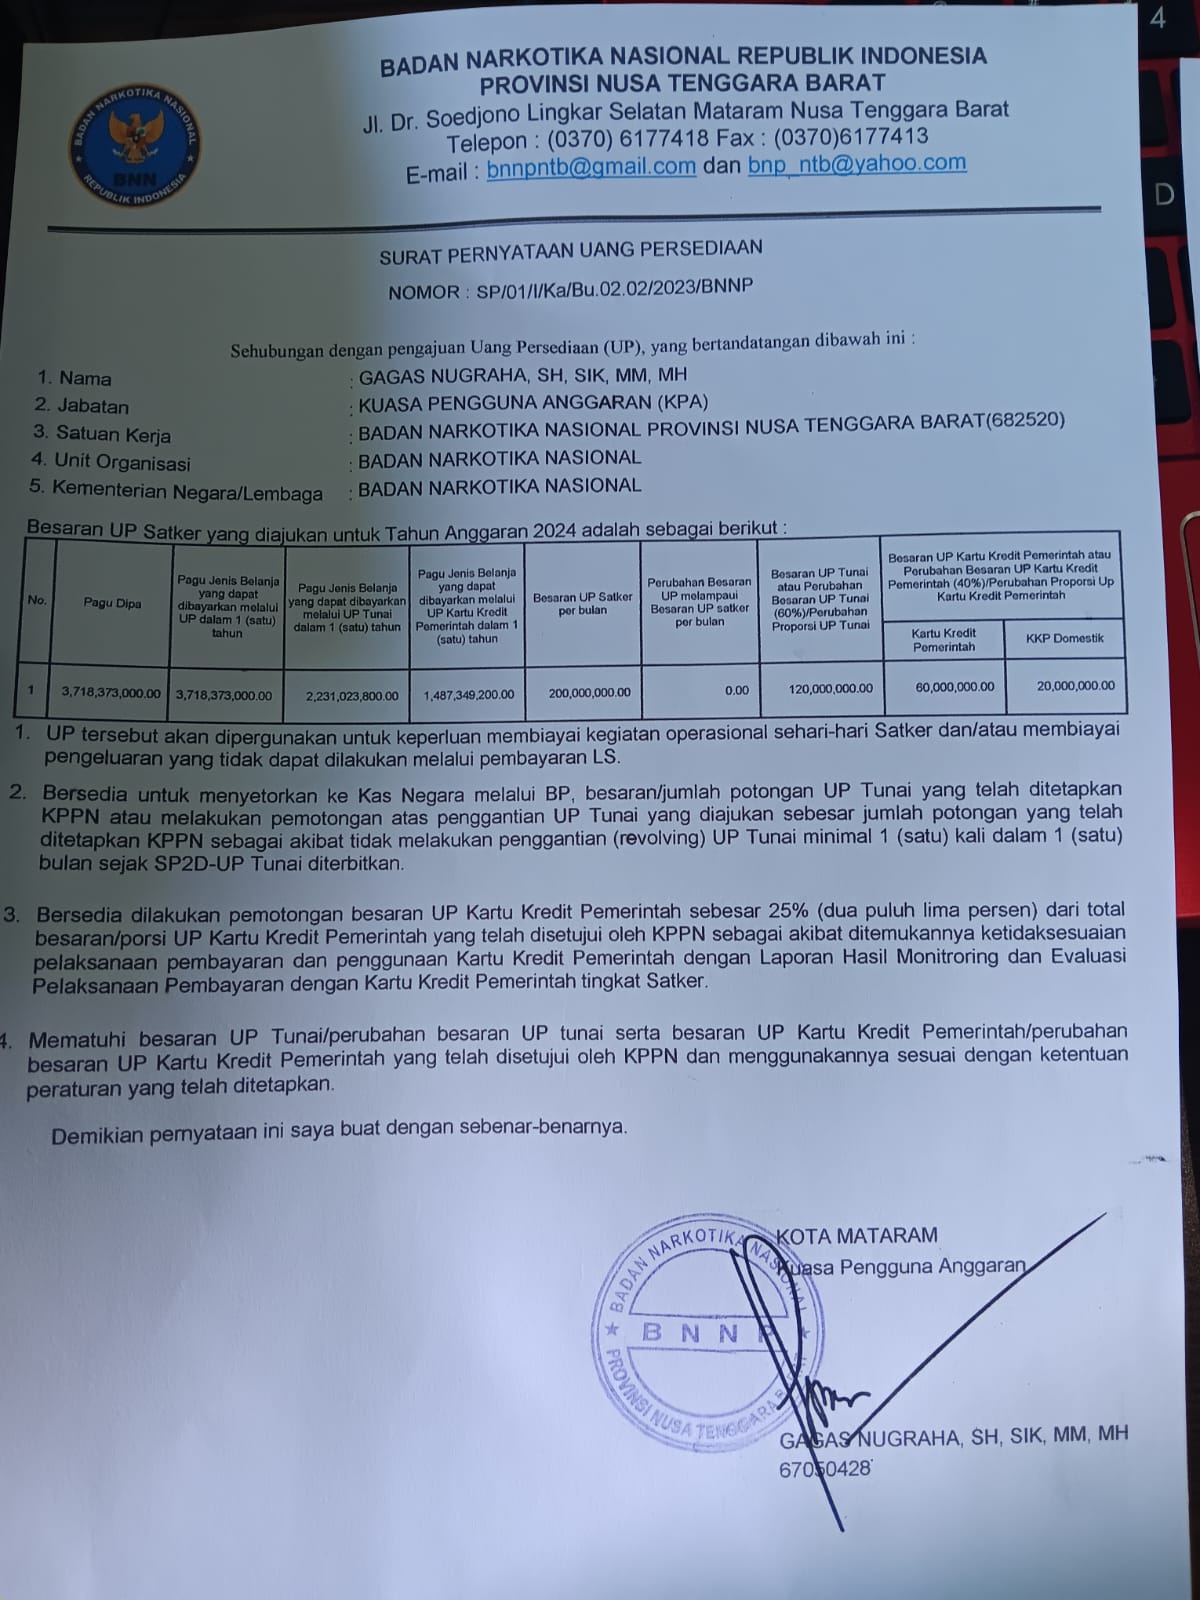 4
D
BADAN NARKOTIKA NASIONAL
BNN
REPUBLIK INDONESIA
BADAN NARKOTIKA NASIONAL REPUBLIK INDONESIA
PROVINSI NUSA TENGGARA BARAT
Jl. Dr. Soedjono Lingkar Selatan Mataram Nusa Tenggara Barat
Telepon : (0370) 6177418 Fax : (0370)6177413
E-mail : bnnpntb@gmail.com dan bnp_ntb@yahoo.com
SURAT PERNYATAAN UANG PERSEDIAAN
NOMOR : SP/01/I/Ka/Bu.02.02/2023/BNNP
Sehubungan dengan pengajuan Uang Persediaan (UP), yang bertandatangan dibawah ini :
1. Nama : GAGAS NUGRAHA, SH, SIK, MM, MH
2. Jabatan : KUASA PENGGUNA ANGGARAN (KPA)
3. Satuan Kerja : BADAN NARKOTIKA NASIONAL PROVINSI NUSA TENGGARA BARAT(682520)
4. Unit Organisasi : BADAN NARKOTIKA NASIONAL
5. Kementerian Negara/Lembaga : BADAN NARKOTIKA NASIONAL
Besaran UP Satker yang diajukan untuk Tahun Anggaran 2024 adalah sebagai berikut :
No.
Pagu Dipa
Pagu Jenis Belanja
yang dapat
dibayarkan melalui
UP dalam 1 (satu)
tahun
Pagu Jenis Belanja
yang dapat dibayarkan
melalui UP Tunai
dalam 1 (satu) tahun
Pagu Jenis Belanja
yang dapat
dibayarkan melalui
UP Kartu Kredit
Pemerintah dalam 1
(satu) tahun
Besaran UP Satker
per bulan
Perubahan Besaran
UP melampaui
Besaran UP satker
per bulan
Besaran UP Tunai
atau Perubahan
Besaran UP Tunai
(60%)/Perubahan
Proporsi UP Tunai
Besaran UP Kartu Kredit Pemerintah atau
Perubahan Besaran UP Kartu Kredit
Pemerintah (40%)/Perubahan Proporsi Up
Kartu Kredit Pemerintah
Kartu Kredit
Pemerintah
KKP Domestik
1 3,718,373,000.00 3,718,373,000.00 2,231,023,800.00 1,487,349,200.00 200,000,000.00 0.00 120,000,000.00 60,000,000.00 20,000,000.00
1. UP tersebut akan dipergunakan untuk keperluan membiayai kegiatan operasional sehari-hari Satker dan/atau membiayai
pengeluaran yang tidak dapat dilakukan melalui pembayaran LS.
2. Bersedia untuk menyetorkan ke Kas Negara melalui BP, besaran/jumlah potongan UP Tunai yang telah ditetapkan
KPPN atau melakukan pemotongan atas penggantian UP Tunai yang diajukan sebesar jumlah potongan yang telah
ditetapkan KPPN sebagai akibat tidak melakukan penggantian (revolving) UP Tunai minimal 1 (satu) kali dalam 1 (satu)
bulan sejak SP2D-UP Tunai diterbitkan.
3. Bersedia dilakukan pemotongan besaran UP Kartu Kredit Pemerintah sebesar 25% (dua puluh lima persen) dari total
besaran/porsi UP Kartu Kredit Pemerintah yang telah disetujui oleh KPPN sebagai akibat ditemukannya ketidaksesuaian
pelaksanaan pembayaran dan penggunaan Kartu Kredit Pemerintah dengan Laporan Hasil Monitroring dan Evaluasi
Pelaksanaan Pembayaran dengan Kartu Kredit Pemerintah tingkat Satker.
4. Mematuhi besaran UP Tunai/perubahan besaran UP tunai serta besaran UP Kartu Kredit Pemerintah/perubahan
besaran UP Kartu Kredit Pemerintah yang telah disetujui oleh KPPN dan menggunakannya sesuai dengan ketentuan
peraturan yang telah ditetapkan.
Demikian pernyataan ini saya buat dengan sebenar-benarnya.
KOTA MATARAM
Kuasa Pengguna Anggaran
BADAN NARKOTIKA NASIONAL
BNNP
PROVINSI NUSA TENGGARA BARAT
GAGAS NUGRAHA, SH, SIK, MM, MH
67050428